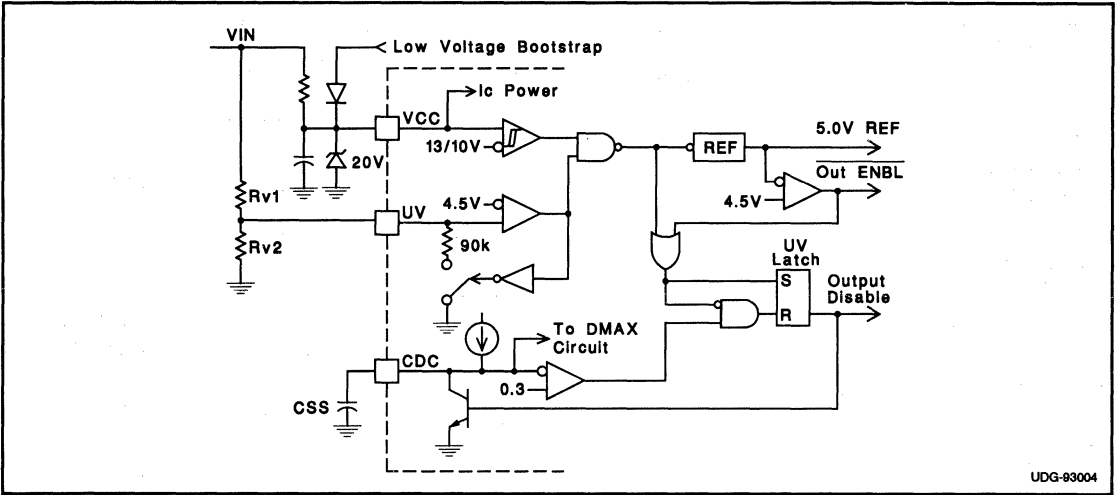 VIN
Low Voltage Bootstrap
Ic Power
VCC
13/10V
20V
REF
5.0V REF
Out ENBL
4.5V
4.5V
UV
Rv1
90k
Rv2
UV
Latch
S
R
Output
Disable
To DMAX
Circuit
CDC
0.3
CSS
UDG-93004